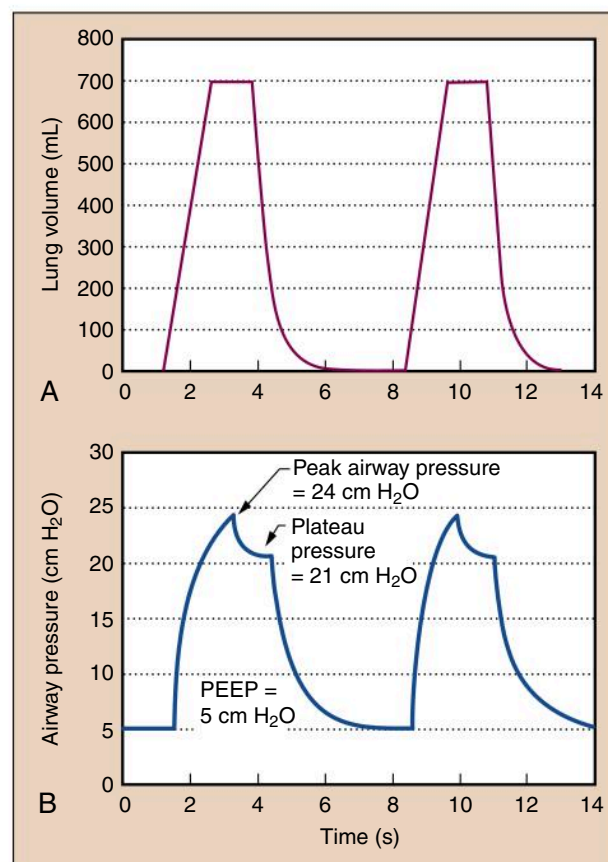 800
700
600
500
400
300
200
100
0
Lung volume (mL)
A
0 2 4 6 8 10 12 14
30
25
20
15
10
5
0
Airway pressure (cm H₂O)
Peak airway pressure
= 24 cm H₂O
Plateau
pressure
= 21 cm H₂O
PEEP =
5 cm H₂O
B
0 2 4 6 8 10 12 14
Time (s)